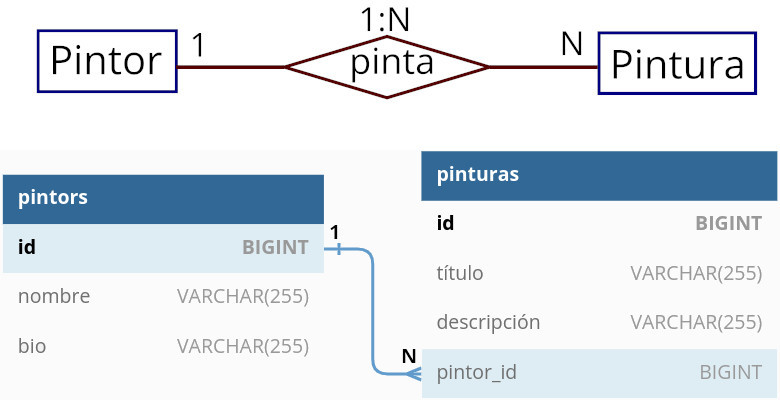 1:N
Pintor 1 pinta N Pintura
pintors
id BIGINT 1
nombre VARCHAR(255)
bio VARCHAR(255)
pinturas
id BIGINT
título VARCHAR(255)
descripción VARCHAR(255)
N pintor_id BIGINT